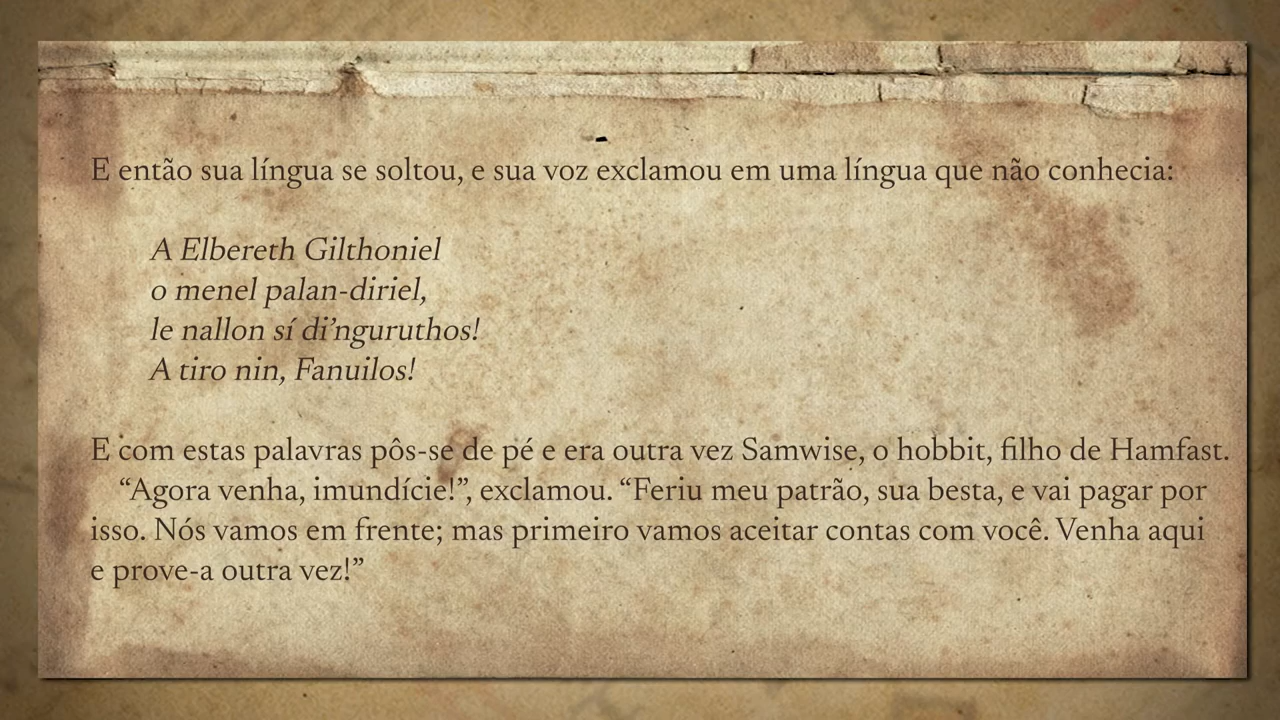 E então sua língua se soltou, e sua voz exclamou em uma língua que não conhecia:
A Elbereth Gilthoniel
o menel palan-diriel,
le nallon sí di’nguruthos!
A tiro nin, Fanuilos!
E com estas palavras pôs-se de pé e era outra vez Samwise, o hobbit, filho de Hamfast.
“Agora venha, imundície!”, exclamou. “Feriu meu patrão, sua besta, e vai pagar por
isso. Nós vamos em frente; mas primeiro vamos aceitar contas com você. Venha aqui
e prove-a outra vez!”